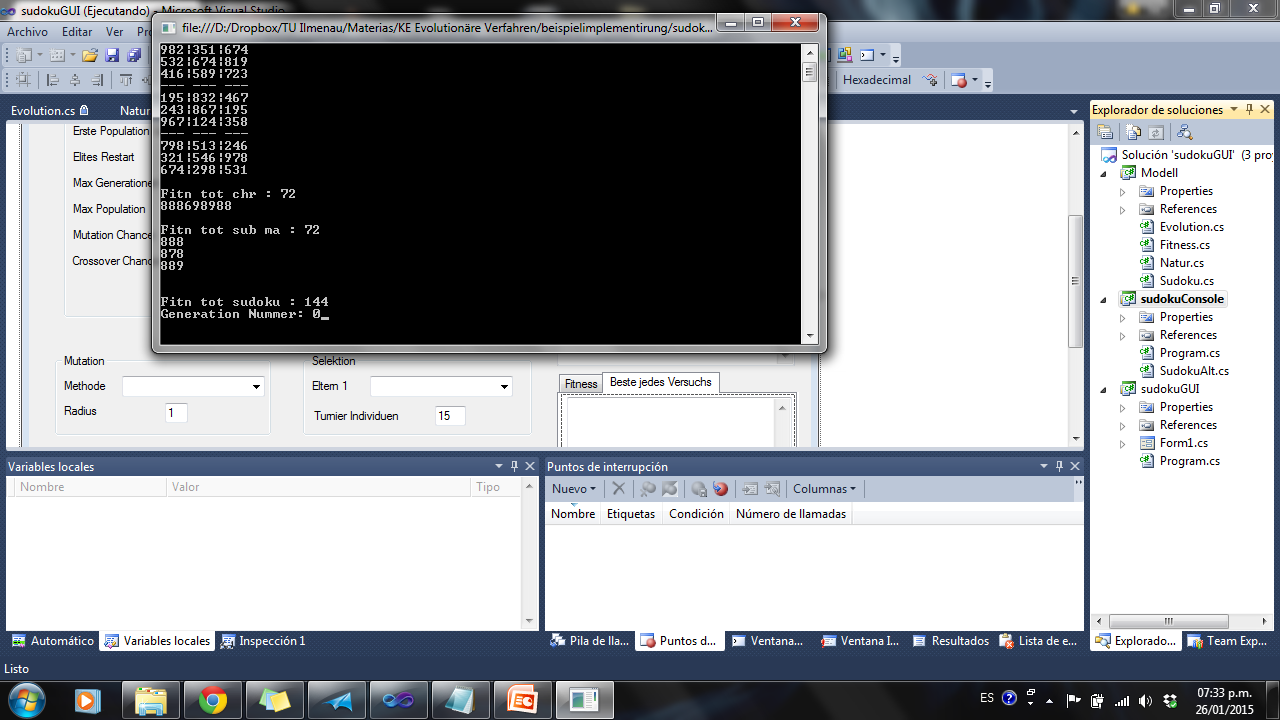 sudokuGUI (Ejecutando) - Microsoft Visual Studio
Archivo Editar Ver
Hexadecimal
Evolution.cs Natur
Erste Population
Elites Restart
Max Generatione
Max Population
Mutation Chance
Crossover Chanc
file:///D:/Dropbox/TU Ilmenau/Materias/KE Evolutionäre Verfahren/beispielimplementirung/sudok...
982¦351¦674
532¦674¦819
416¦589¦723
--- --- ---
195¦832¦467
243¦867¦195
967¦124¦358
--- --- ---
798¦513¦246
321¦546¦978
674¦298¦531
Fitn tot chr : 72
888698988
Fitn tot sub ma : 72
888
878
889
Fitn tot sudoku : 144
Generation Nummer: 0_
Mutation
Methode
Radius 1
Selektion
Eltern 1
Turnier Individuen 15
Fitness Beste jedes Versuchs
Explorador de soluciones
Solución 'sudokuGUI' (3 proy
Modell
Properties
References
Evolution.cs
Fitness.cs
Natur.cs
Sudoku.cs
sudokuConsole
Properties
References
Program.cs
SudokuAlt.cs
sudokuGUI
Properties
References
Form1.cs
Program.cs
Variables locales
Nombre Valor Tipo
Puntos de interrupción
Nuevo Columnas
Nombre Etiquetas Condición Número de llamadas
Automático Variables locales Inspección 1
Pila de lla... Puntos d... Ventana... Ventana I... Resultados Lista de e...
Explorado... Team Exp...
Listo
ES 07:33 p.m.
26/01/2015